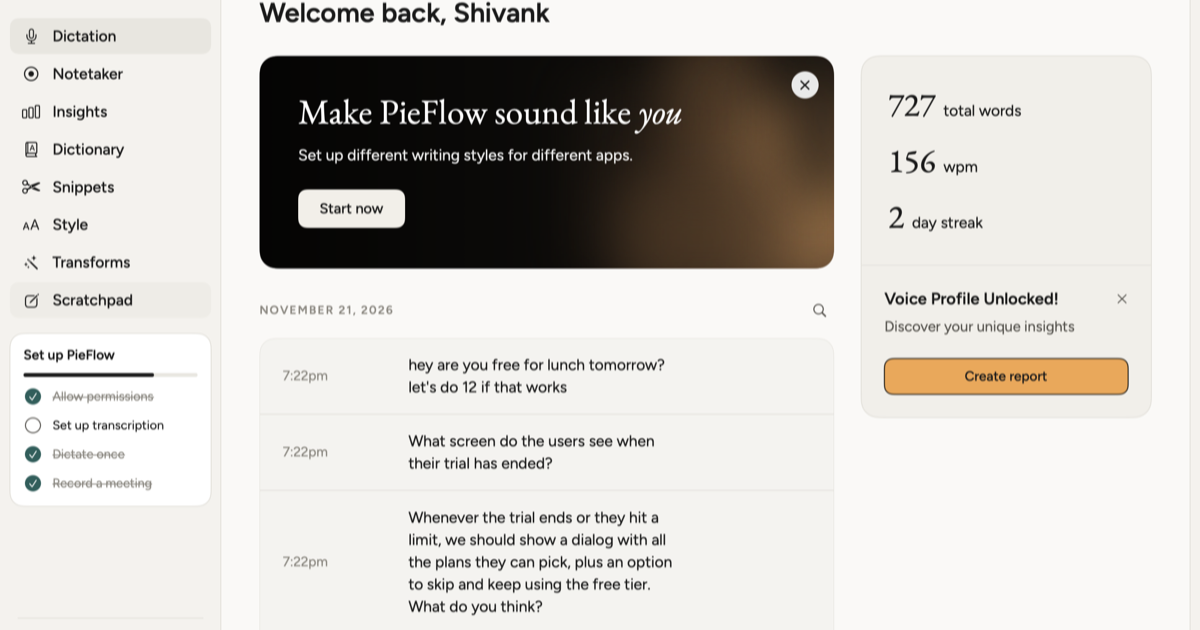 Welcome back, Shivank
Dictation
Notetaker
Insights
Dictionary
Snippets
Style
Transforms
Scratchpad
Set up PieFlow
Allow permissions
Set up transcription
Dictate once
Record a meeting
Make PieFlow sound like you
Set up different writing styles for different apps.
Start now
NOVEMBER 21, 2026
7:22pm
hey are you free for lunch tomorrow?
let's do 12 if that works
7:22pm
What screen do the users see when
their trial has ended?
7:22pm
Whenever the trial ends or they hit a
limit, we should show a dialog with all
the plans they can pick, plus an option
to skip and keep using the free tier.
What do you think?
727 total words
156 wpm
2 day streak
Voice Profile Unlocked!
Discover your unique insights
Create report